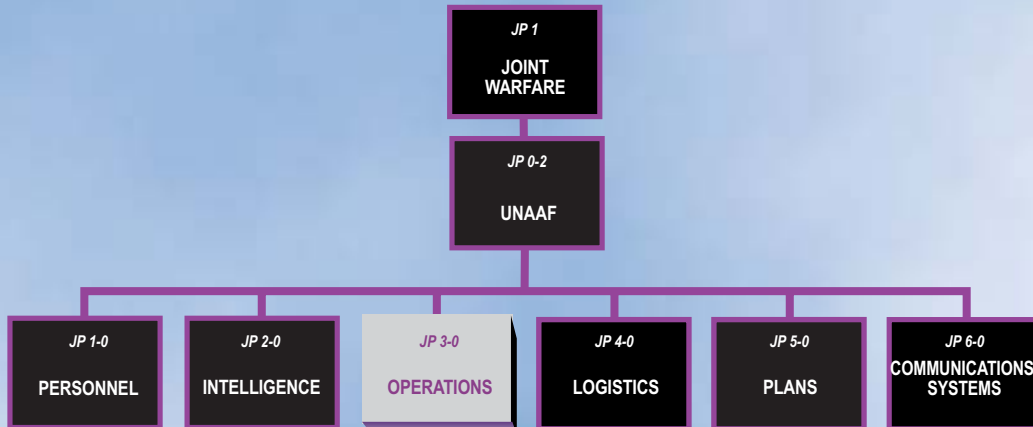 JP 1
JOINT
WARFARE
JP 0-2
UNAAF
JP 1-0
PERSONNEL
JP 2-0
INTELLIGENCE
JP 3-0
OPERATIONS
JP 4-0
LOGISTICS
JP 5-0
PLANS
JP 6-0
COMMUNICATIONS
SYSTEMS